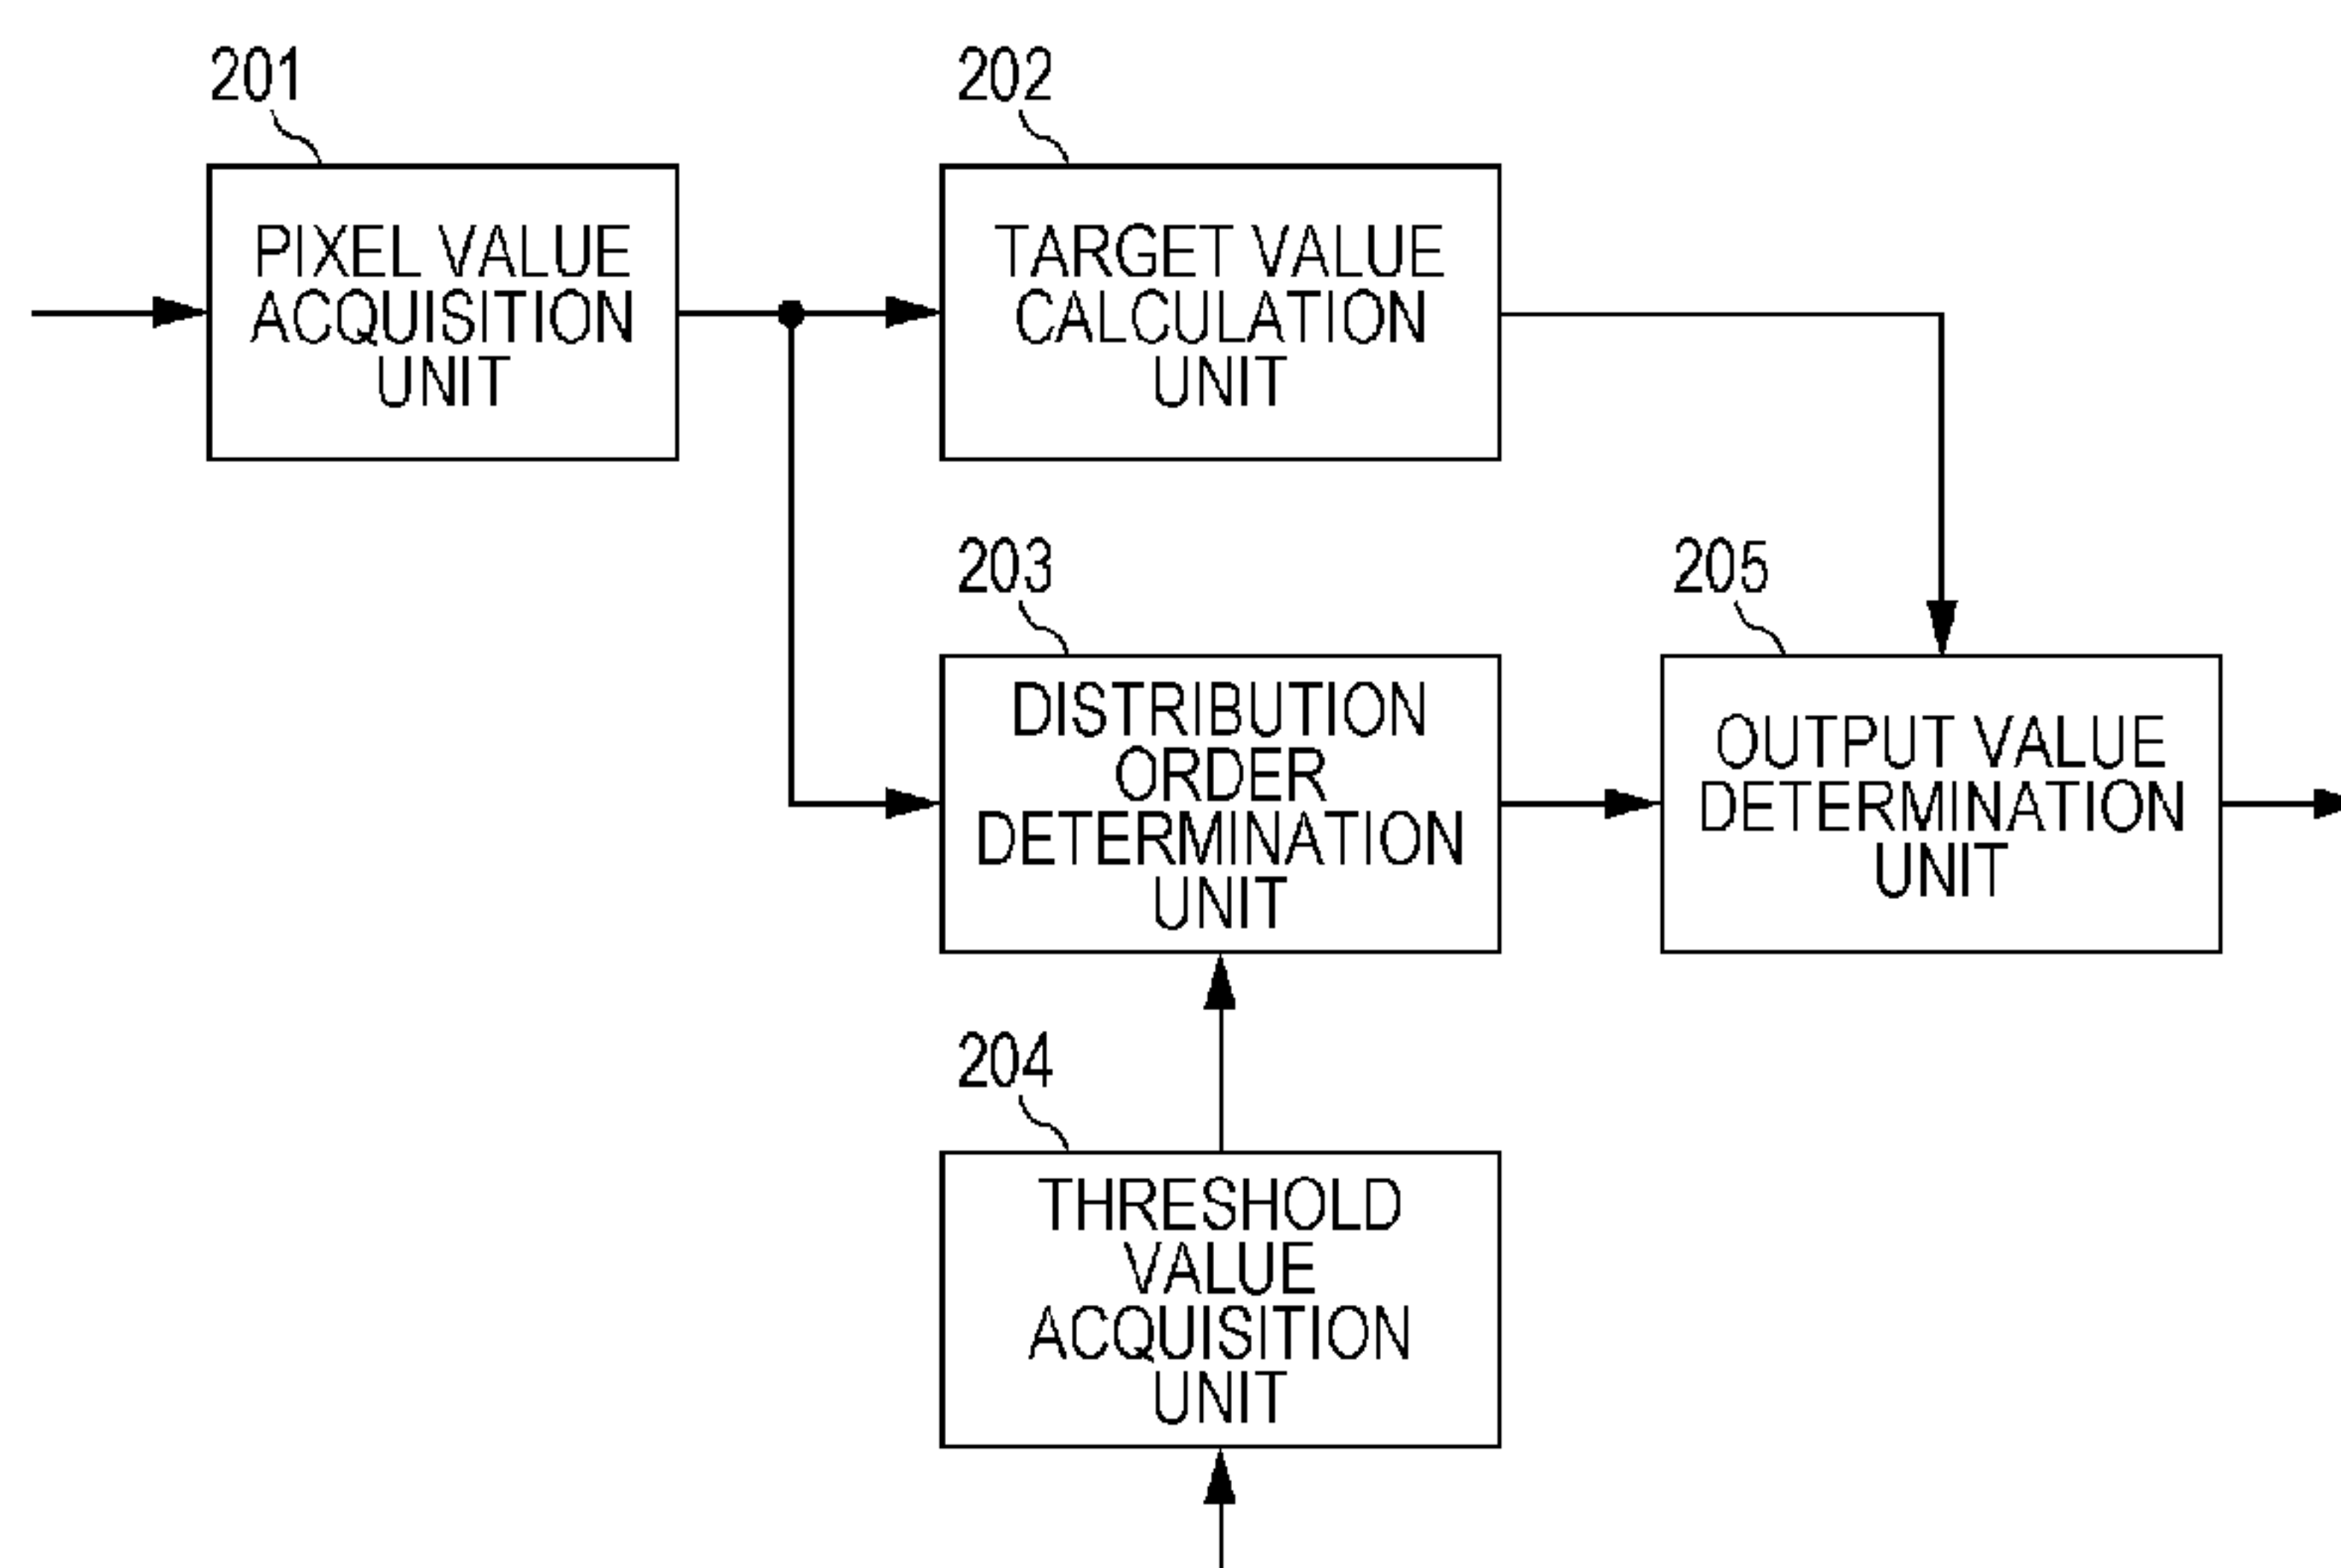 201
PIXEL VALUE
ACQUISITION
UNIT
202
TARGET VALUE
CALCULATION
UNIT
203
DISTRIBUTION
ORDER
DETERMINATION
UNIT
205
OUTPUT VALUE
DETERMINATION
UNIT
204
THRESHOLD
VALUE
ACQUISITION
UNIT